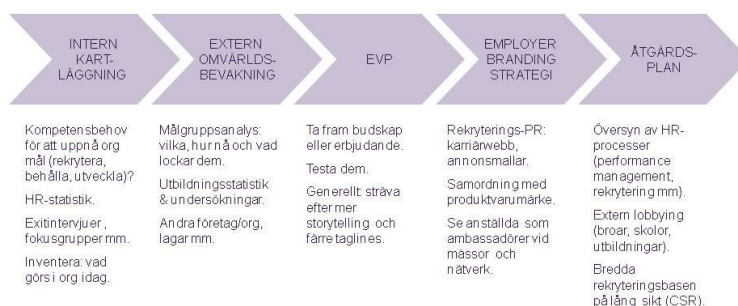 INTERN
KART-
LÄGGNING
EXTERN
OMVÄRLDS-
BEVAKNING
EVP
EMPLOYER
BRANDING
STRATEGI
ÅTGÄRDS-
PLAN
Kompetensbehov
för att uppnå org
mål (rekrytera,
behålla, utveckla)?
HR-statistik.
Exitintervjuer,
fokusgrupper mm.
Inventera: vad
görs i org idag.
Målgruppsanalys:
vilka, hur nå och vad
lockar dem.
Utbildningsstatistik
& undersökningar.
Andra företag/org,
lagar mm.
Ta fram budskap
eller erbjudande.
Testa dem.
Generellt: sträva
efter mer
storytelling och
färre taglines.
Rekryterings-PR:
karriärwebb,
annonsmallar.
Samordning med
produktvarumärke.
Se anställda som
ambassadörer vid
mässor och
nätverk.
Översyn av HR-
processer
(performance
management,
rekrytering mm).
Extern lobbying
(broar, skolor,
utbildningar).
Bredda
rekryteringsbasen
på lång sikt (CSR).